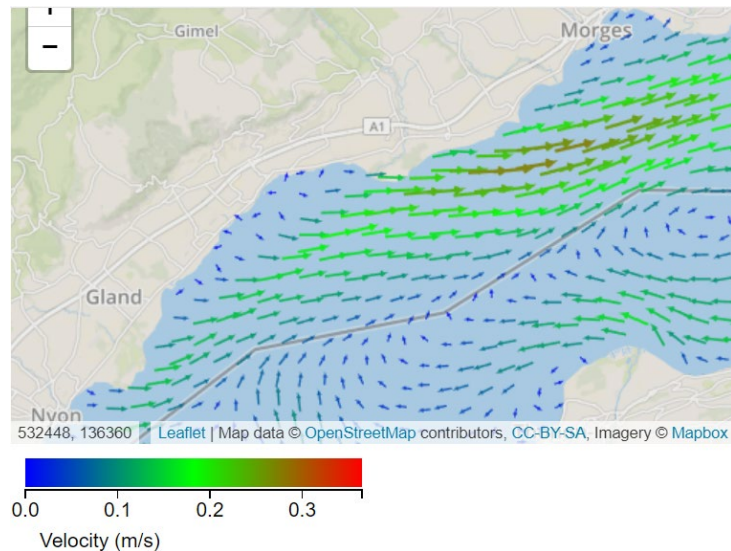 +
−
Gimel
Morges
A1
Gland
Nyon
532448, 136360 Leaflet | Map data © OpenStreetMap contributors, CC-BY-SA, Imagery © Mapbox
0.0 0.1 0.2 0.3
Velocity (m/s)